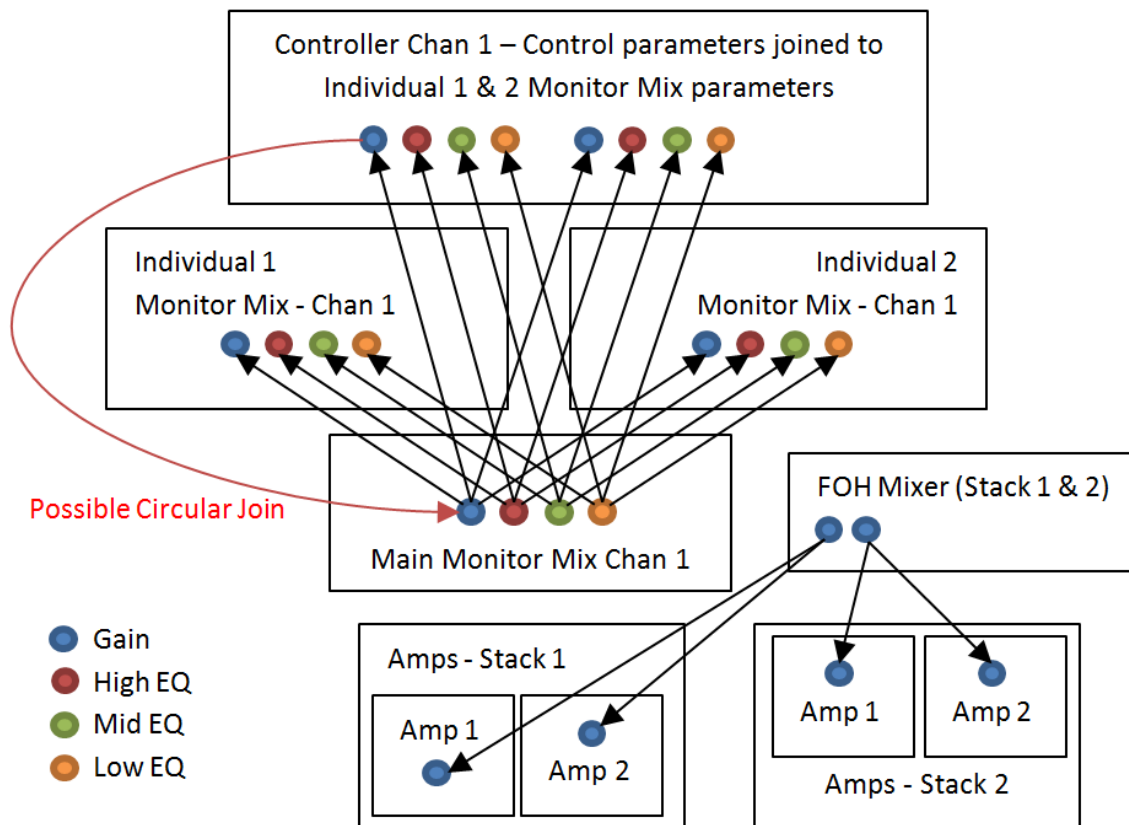 Controller Chan 1 – Control parameters joined to
Individual 1 & 2 Monitor Mix parameters
Individual 1
Monitor Mix - Chan 1
Individual 2
Monitor Mix - Chan 1
Possible Circular Join
Main Monitor Mix Chan 1
FOH Mixer (Stack 1 & 2)
Gain
High EQ
Mid EQ
Low EQ
Amps - Stack 1
Amp 1
Amp 2
Amp 1
Amp 2
Amps - Stack 2